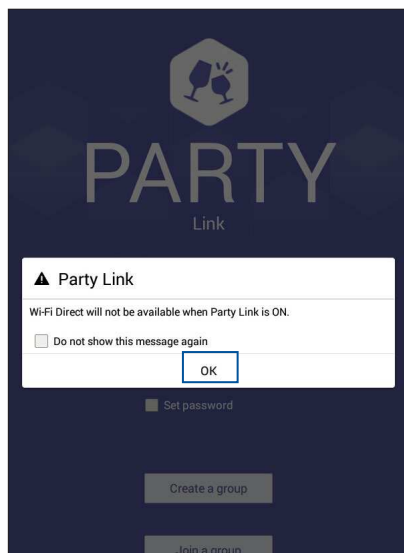 PARTY
Link
Party Link
Wi-Fi Direct will not be available when Party Link is ON.
Do not show this message again
OK
Set password
Create a group
Join a group